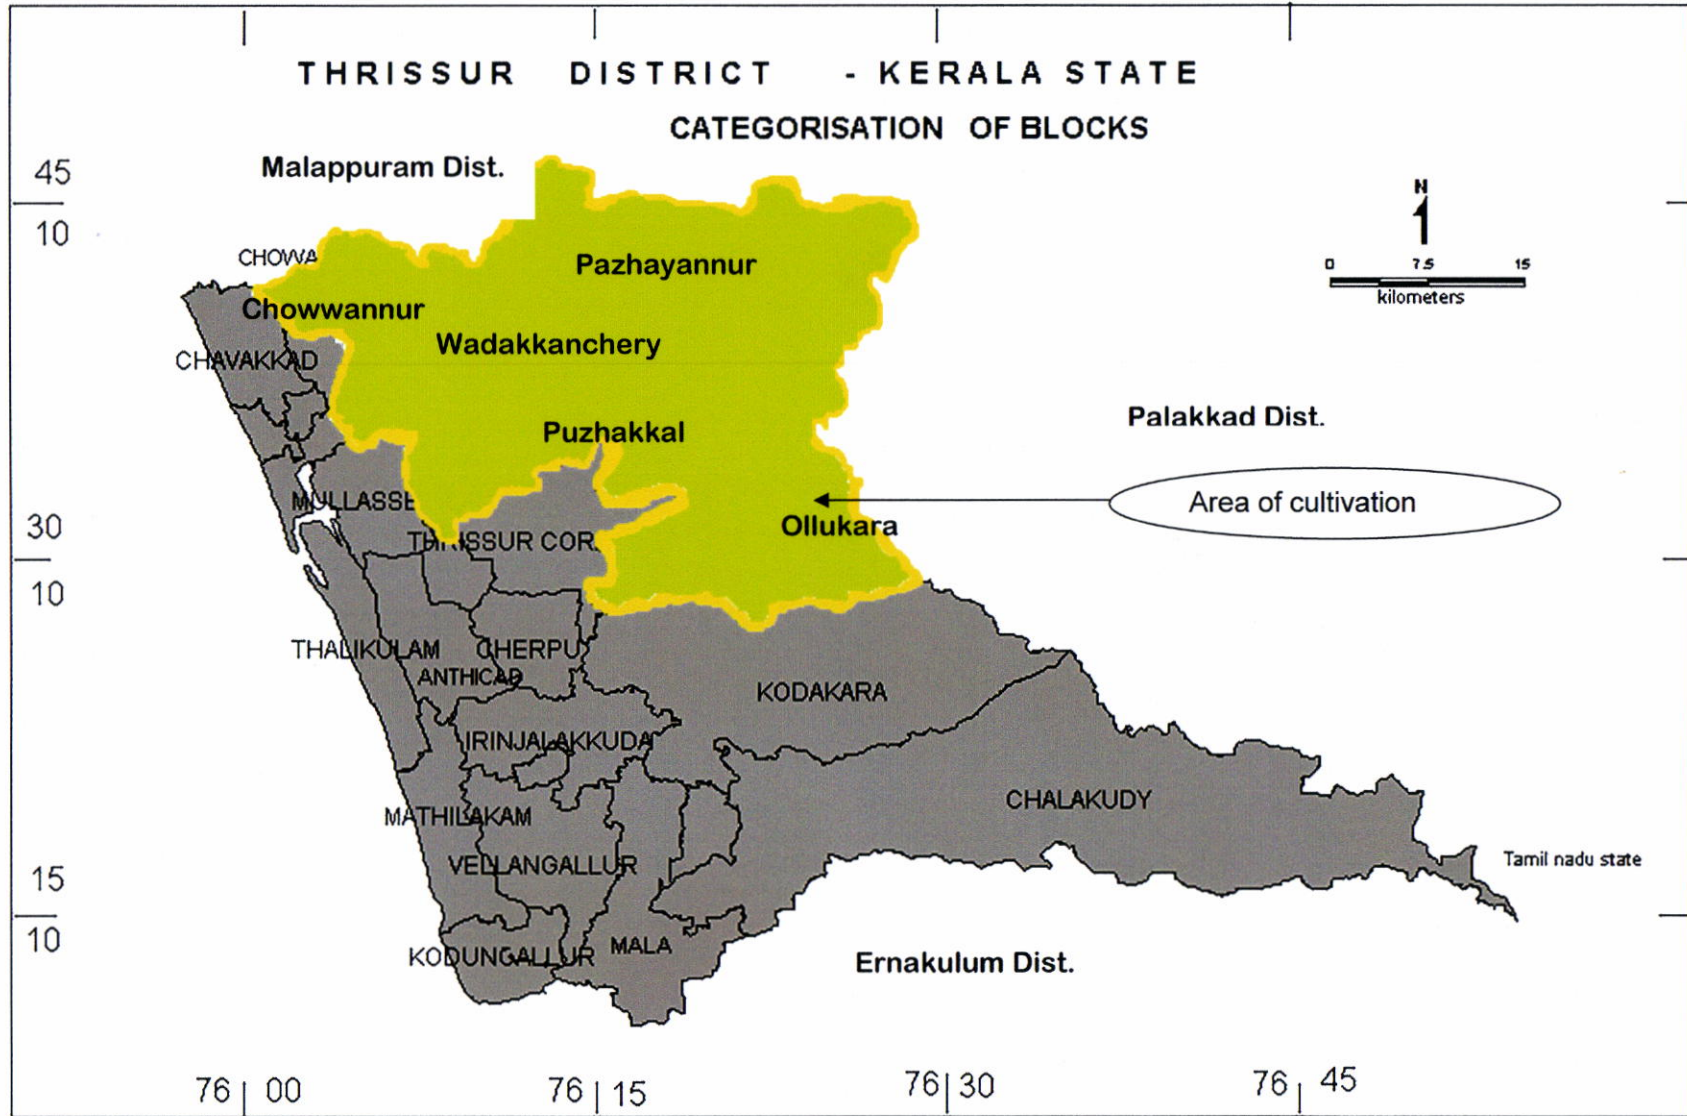 THRISSUR DISTRICT - KERALA STATE
CATEGORISATION OF BLOCKS
Malappuram Dist.
45
10
N
0 7.5 15
kilometers
CHOWA
Pazhayannur
Chowwannur
Wadakkanchery
CHAVAKKAD
Puzhakkal
Palakkad Dist.
Area of cultivation
MULLASSE
Ollukara
30
10
THRISSUR COR
THALIKULAM
CHERPU
ANTHICAD
KODAKARA
IRINJALAKKUDA
CHALAKUDY
MATHILAKAM
VELLANGALLUR
Tamil nadu state
15
10
KODUNGALLUR
MALA
Ernakulum Dist.
76 00
76 15
76 30
76 45